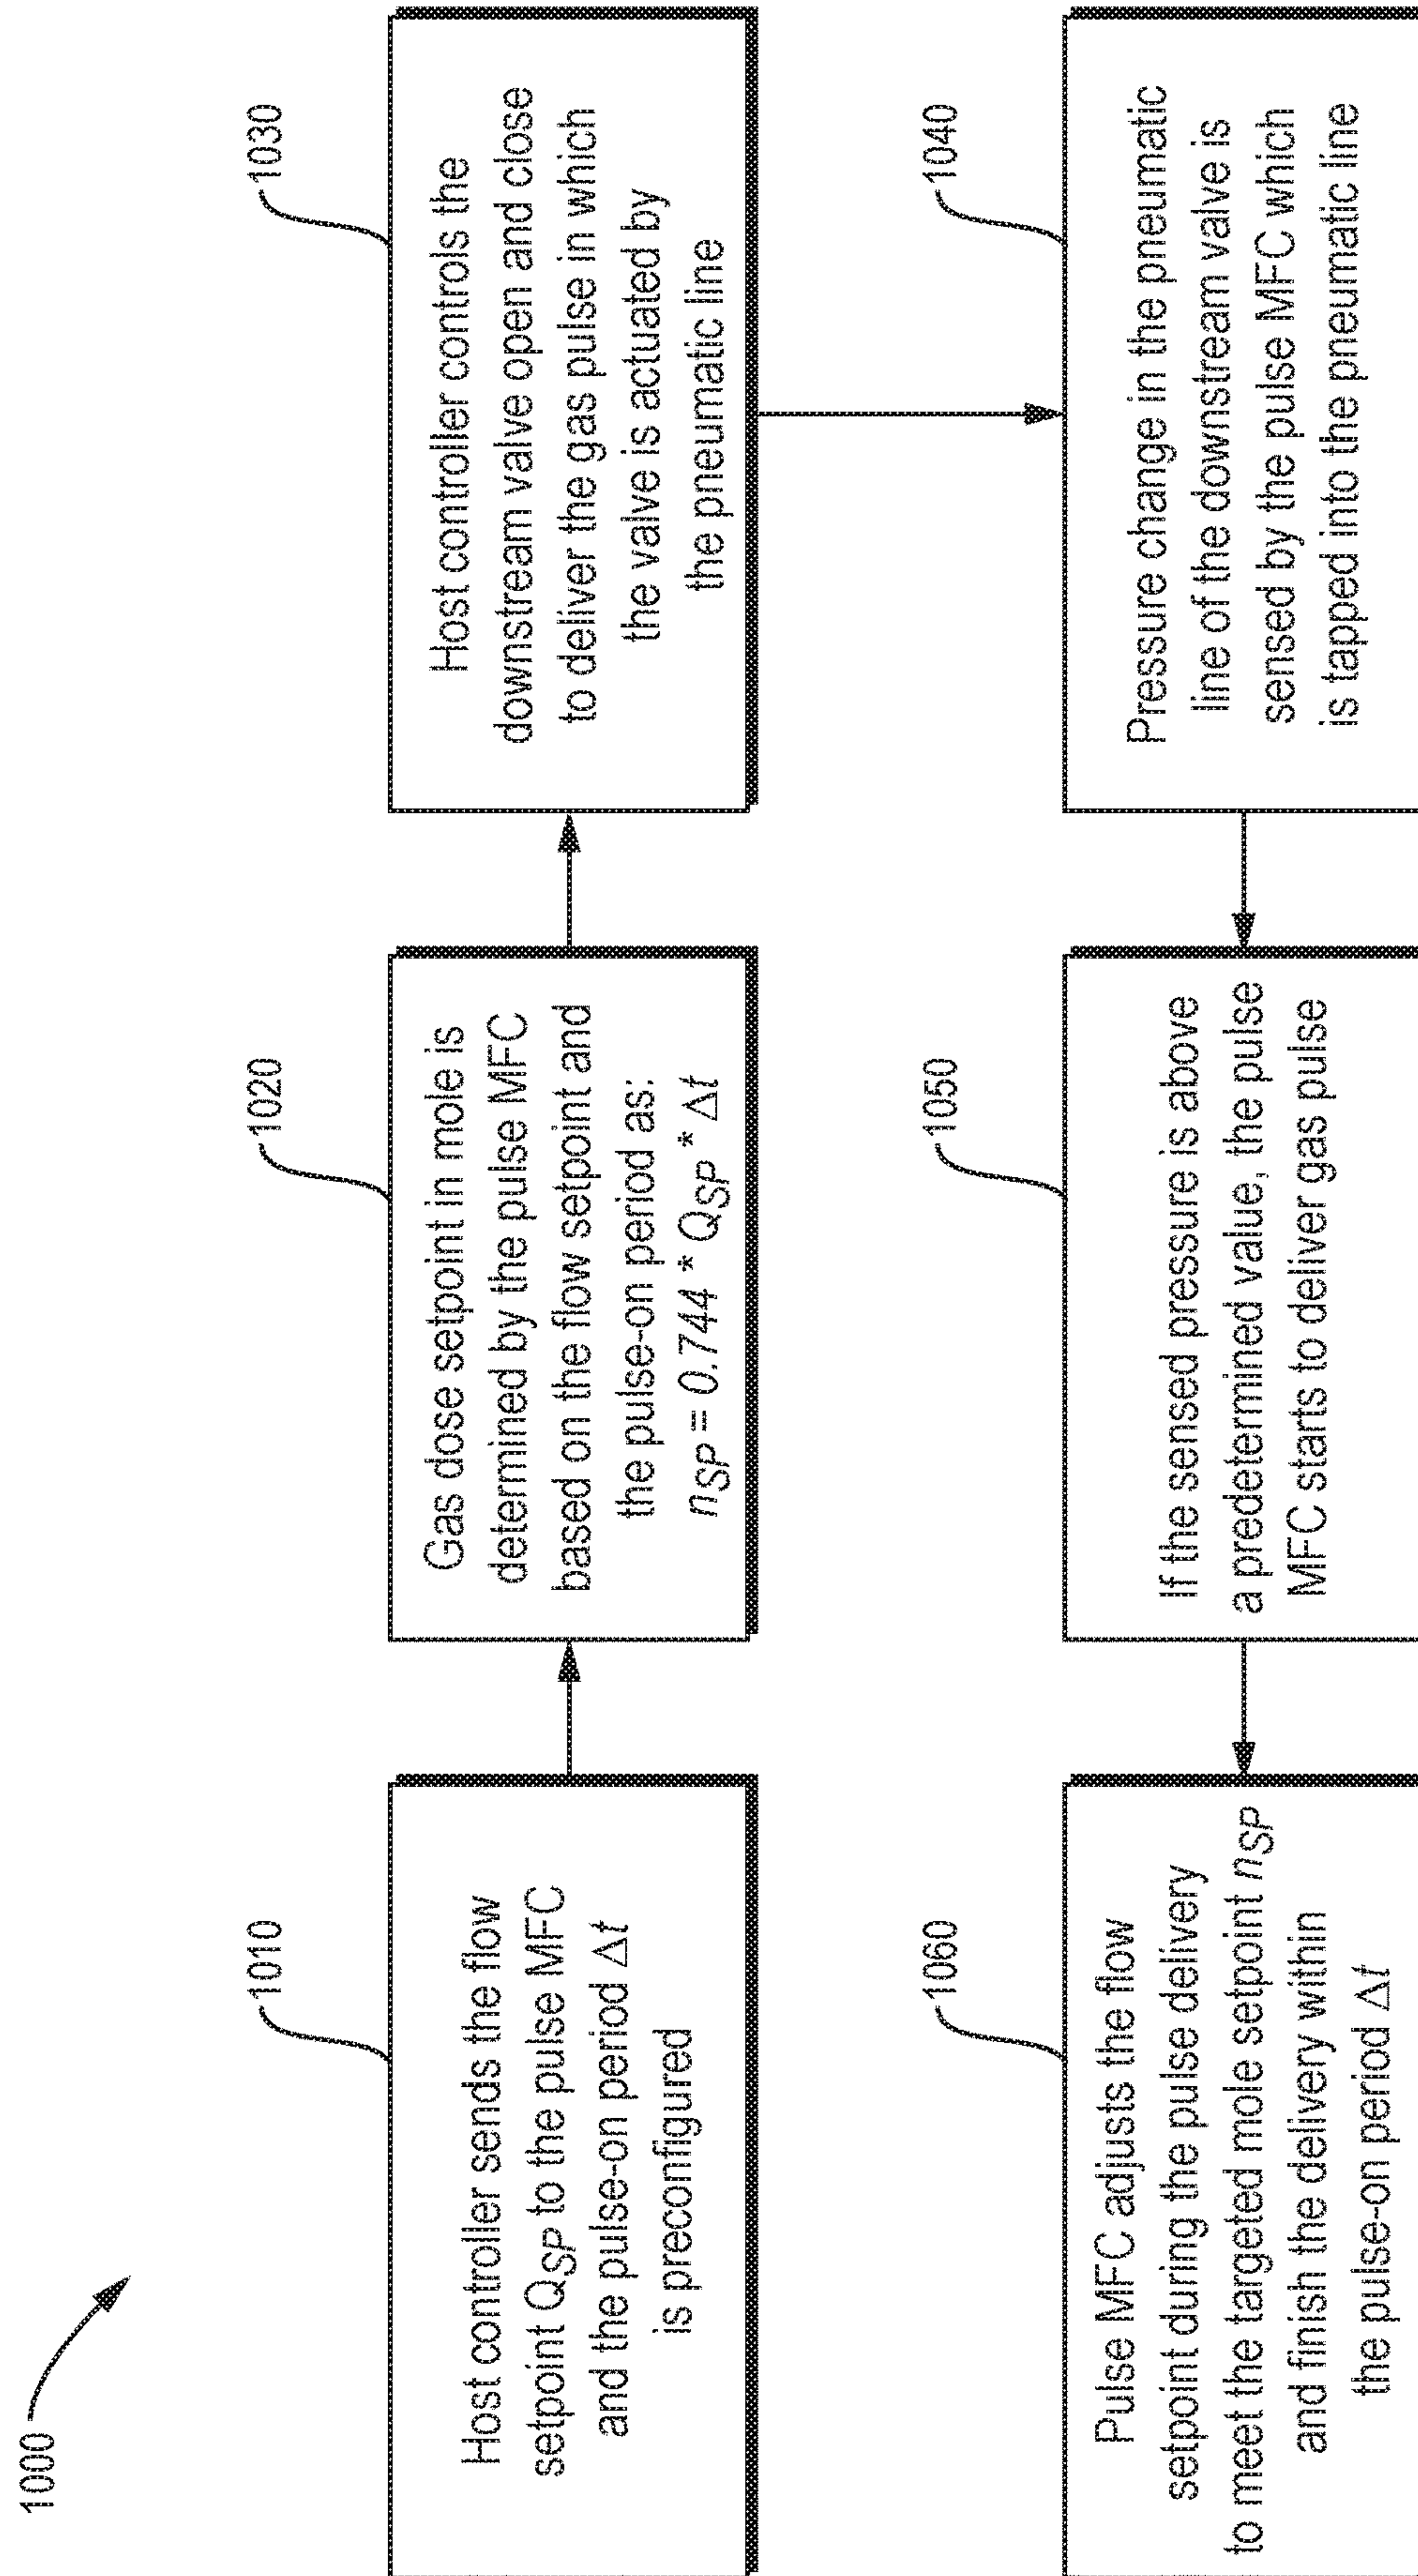 1000
1010
Host controller sends the flow
setpoint QSP to the pulse MFC
and the pulse-on period Δt
is preconfigured
1020
Gas dose setpoint in mole is
determined by the pulse MFC
based on the flow setpoint and
the pulse-on period as:
nSP = 0.744 * QSP * Δt
1030
Host controller controls the
downstream valve open and close
to deliver the gas pulse in which
the valve is actuated by
the pneumatic line
1040
Pressure change in the pneumatic
line of the downstream valve is
sensed by the pulse MFC which
is tapped into the pneumatic line
1050
If the sensed pressure is above
a predetermined value, the pulse
MFC starts to deliver gas pulse
1060
Pulse MFC adjusts the flow
setpoint during the pulse delivery
to meet the targeted mole setpoint nSP
and finish the delivery within
the pulse-on period Δt